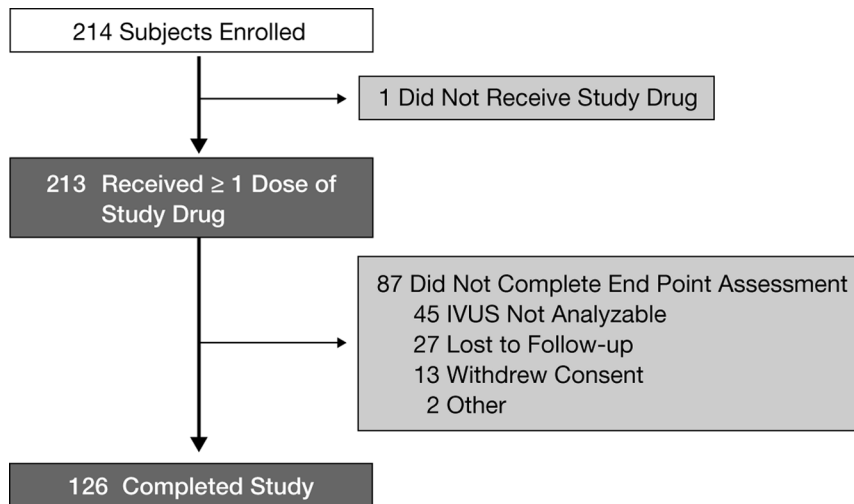 214 Subjects Enrolled
1 Did Not Receive Study Drug
213 Received ≥ 1 Dose of
Study Drug
87 Did Not Complete End Point Assessment
45 IVUS Not Analyzable
27 Lost to Follow-up
13 Withdrew Consent
2 Other
126 Completed Study